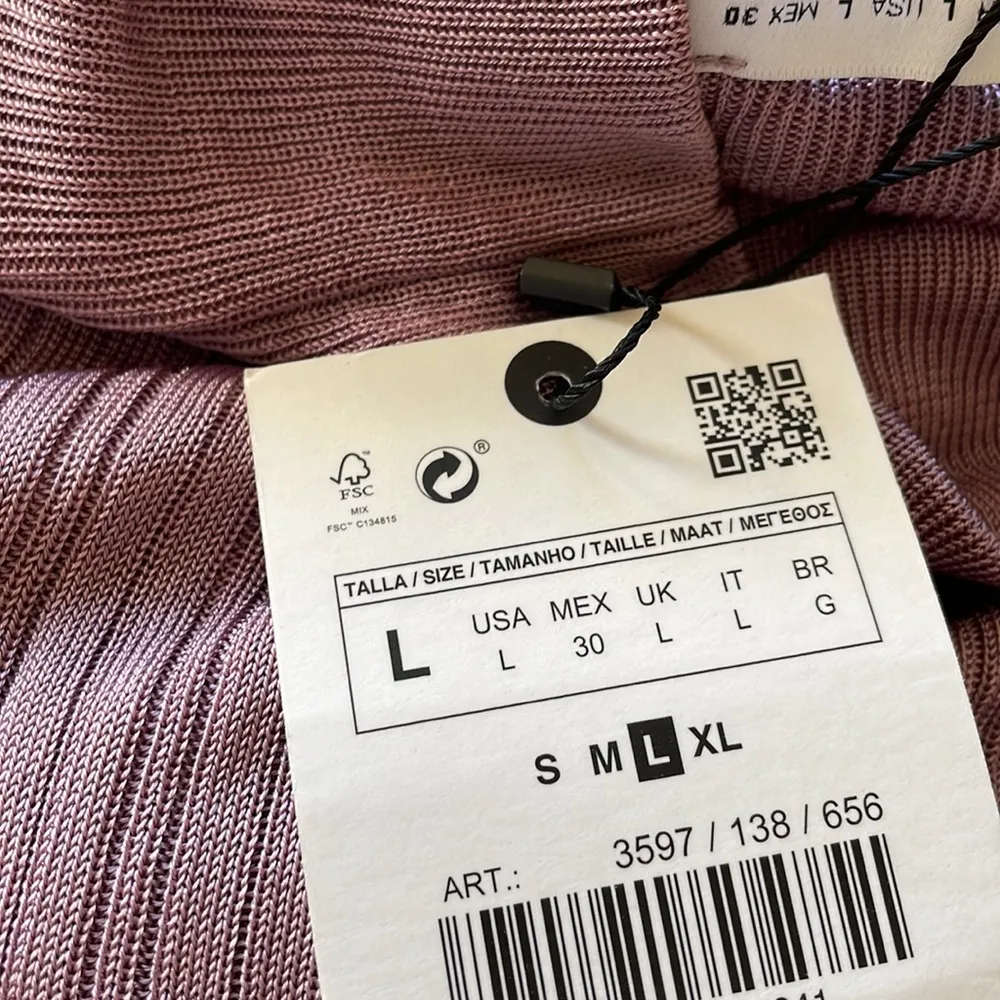 L USA L MEX 30
®
FSC™
MIX
FSC™ C134815
TALLA / SIZE / TAMANHO / TAILLE / MAAT / ΜΕΓΕΘΟΣ
L USA MEX UK IT BR
L 30 L L G
S M L XL
3597 / 138 / 656
ART.: